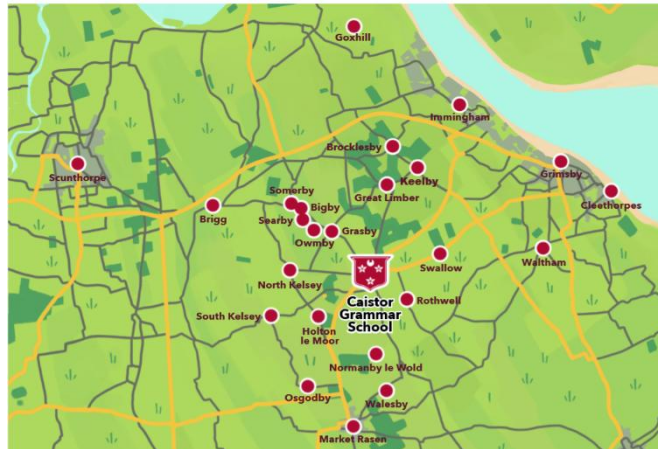 Goxhill
Immingham
Brocklesby
Scunthorpe
Keelby
Grimsby
Great Limber
Cleethorpes
Somerby
Bigby
Brigg
Searby
Grasby
Owmby
Waltham
Swallow
North Kelsey
Caistor
Grammar
School
Rothwell
South Kelsey
Holton
le Moor
Normanby le Wold
Osgodby
Walesby
Market Rasen